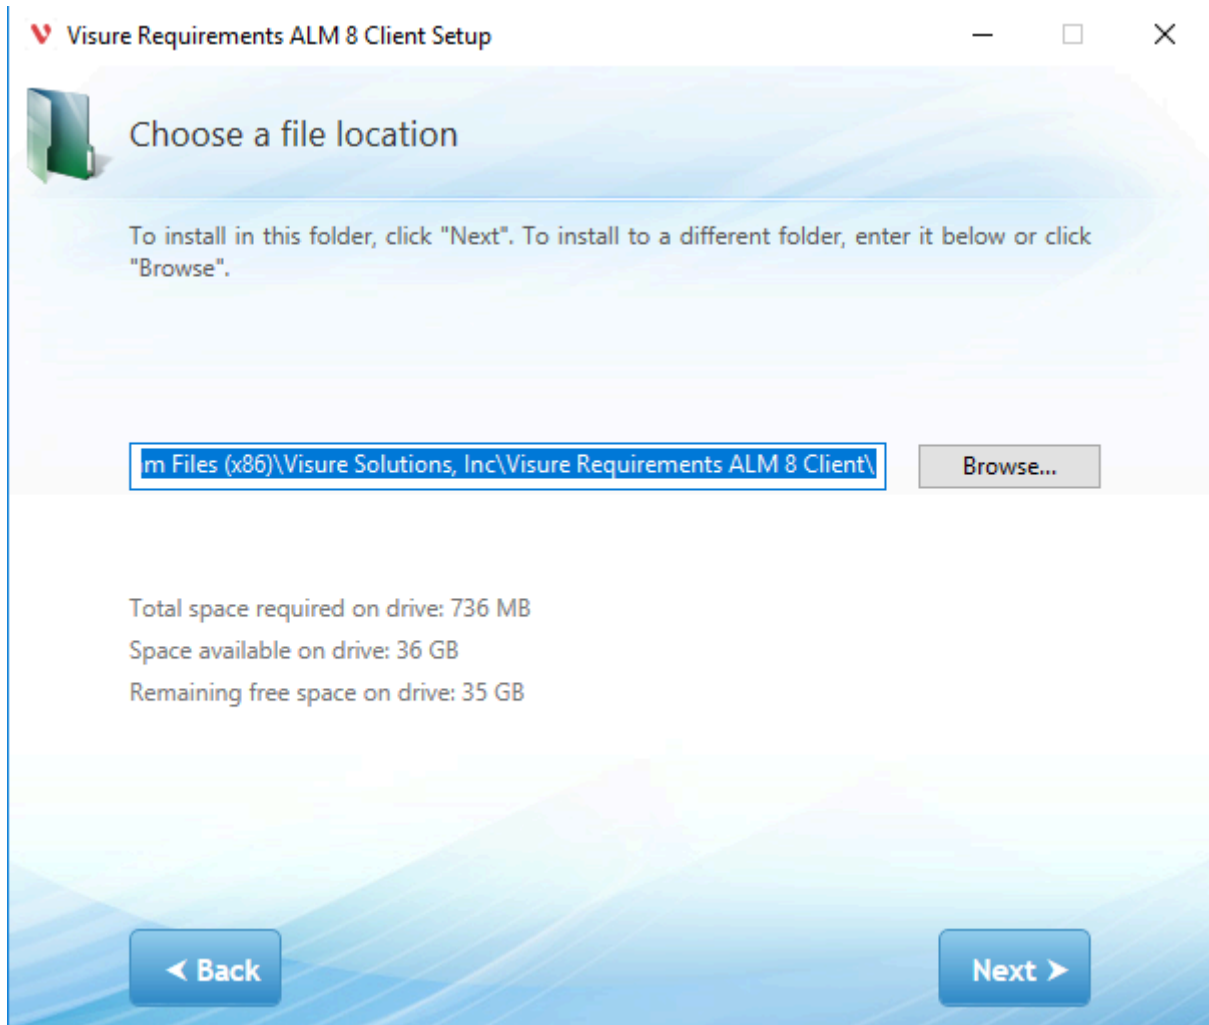 Visure Requirements ALM 8 Client Setup
Choose a file location
To install in this folder, click "Next". To install to a different folder, enter it below or click
"Browse".
m Files (x86)\Visure Solutions, Inc\Visure Requirements ALM 8 Client\
Browse...
Total space required on drive: 736 MB
Space available on drive: 36 GB
Remaining free space on drive: 35 GB
Back
Next